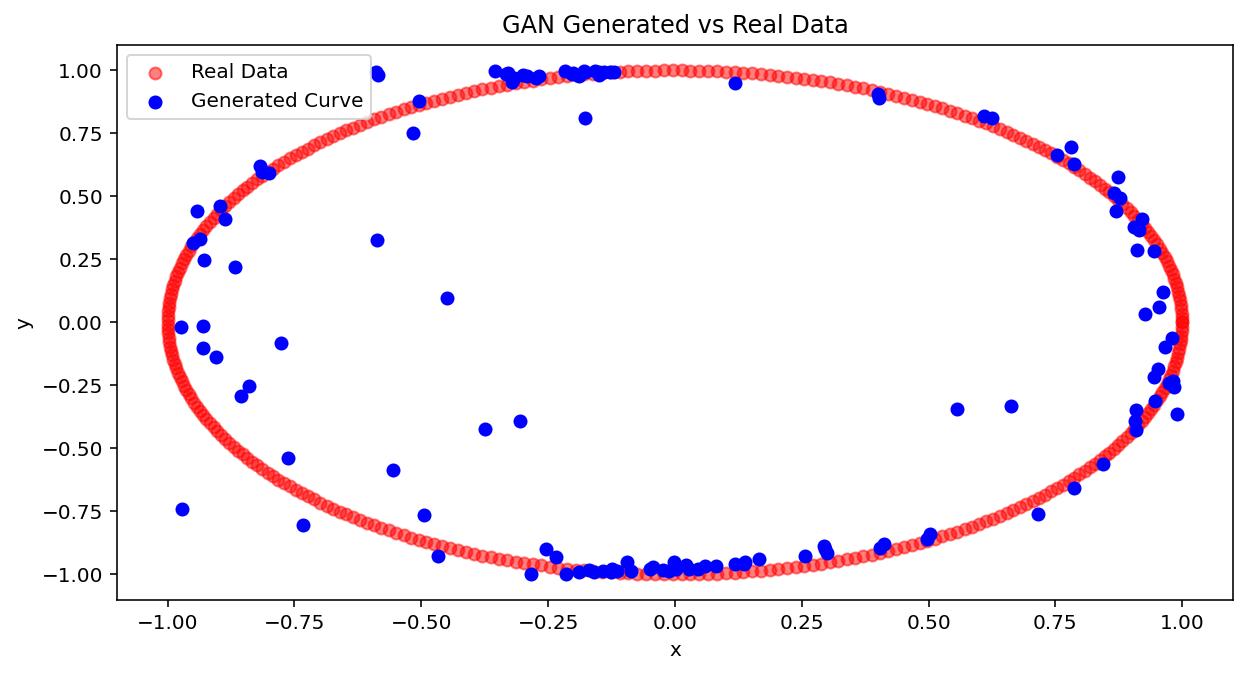 GAN Generated vs Real Data
Real Data
Generated Curve
1.00
0.75
0.50
0.25
0.00
−0.25
−0.50
−0.75
−1.00
y
−1.00 −0.75 −0.50 −0.25 0.00 0.25 0.50 0.75 1.00
x